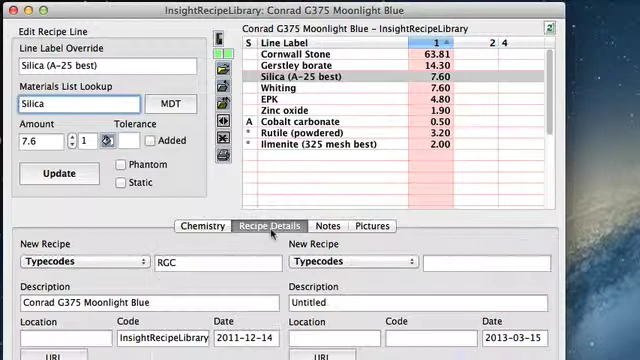 InsightRecipeLibrary: Conrad G375 Moonlight Blue
Edit Recipe Line
Line Label Override
Silica (A-25 best)
Materials List Lookup
Silica
MDT
Amount
Tolerance
7.6
1
Added
Update
Phantom
Static
Conrad G375 Moonlight Blue - InsightRecipeLibrary
S Line Label 1 2 4
Cornwall Stone 63.81
Gerstley borate 14.30
Silica (A-25 best) 7.60
Whiting 7.60
EPK 4.80
Zinc oxide 1.90
A Cobalt carbonate 0.50
* Rutile (powdered) 3.20
* Ilmenite (325 mesh best) 2.00
Chemistry Recipe Details Notes Pictures
New Recipe
Typecodes
RGC
Description
Conrad G375 Moonlight Blue
Location Code Date
InsightRecipeLibrary 2011-12-14
URL
New Recipe
Typecodes
Description
Untitled
Location Code Date
2013-03-15
URL